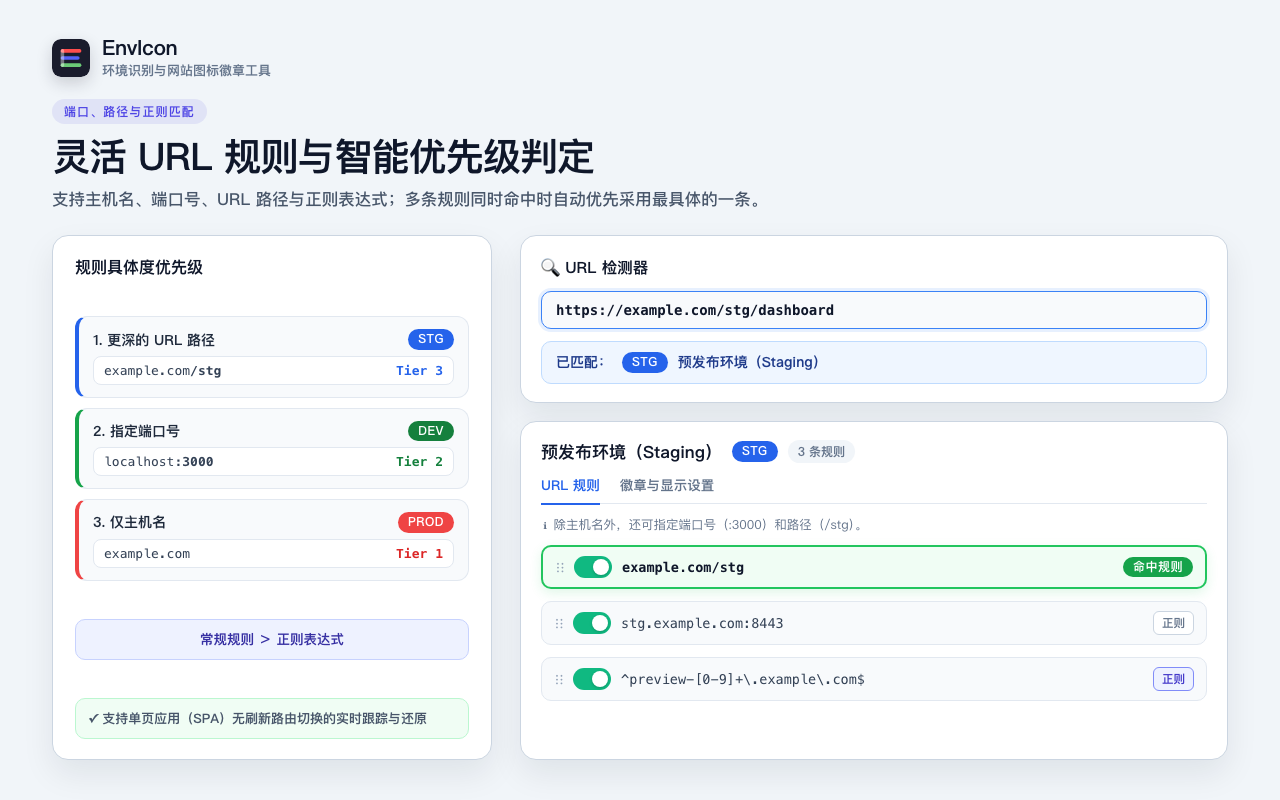 EnvIcon
环境识别与网站图标徽章工具
端口、路径与正则匹配
灵活 URL 规则与智能优先级判定
支持主机名、端口号、URL 路径与正则表达式；多条规则同时命中时自动优先采用最具体的一条。
规则具体度优先级
1. 更深的 URL 路径 STG
example.com/stg Tier 3
2. 指定端口号 DEV
localhost:3000 Tier 2
3. 仅主机名 PROD
example.com Tier 1
常规规则 > 正则表达式
✓ 支持单页应用（SPA）无刷新路由切换的实时跟踪与还原
🔍 URL 检测器
https://example.com/stg/dashboard
已匹配： STG 预发布环境（Staging）
预发布环境（Staging） STG 3 条规则
URL 规则 徽章与显示设置
ℹ 除主机名外，还可指定端口号（:3000）和路径（/stg）。
example.com/stg 命中规则
stg.example.com:8443 正则
^preview-[0-9]+\.example\.com$ 正则